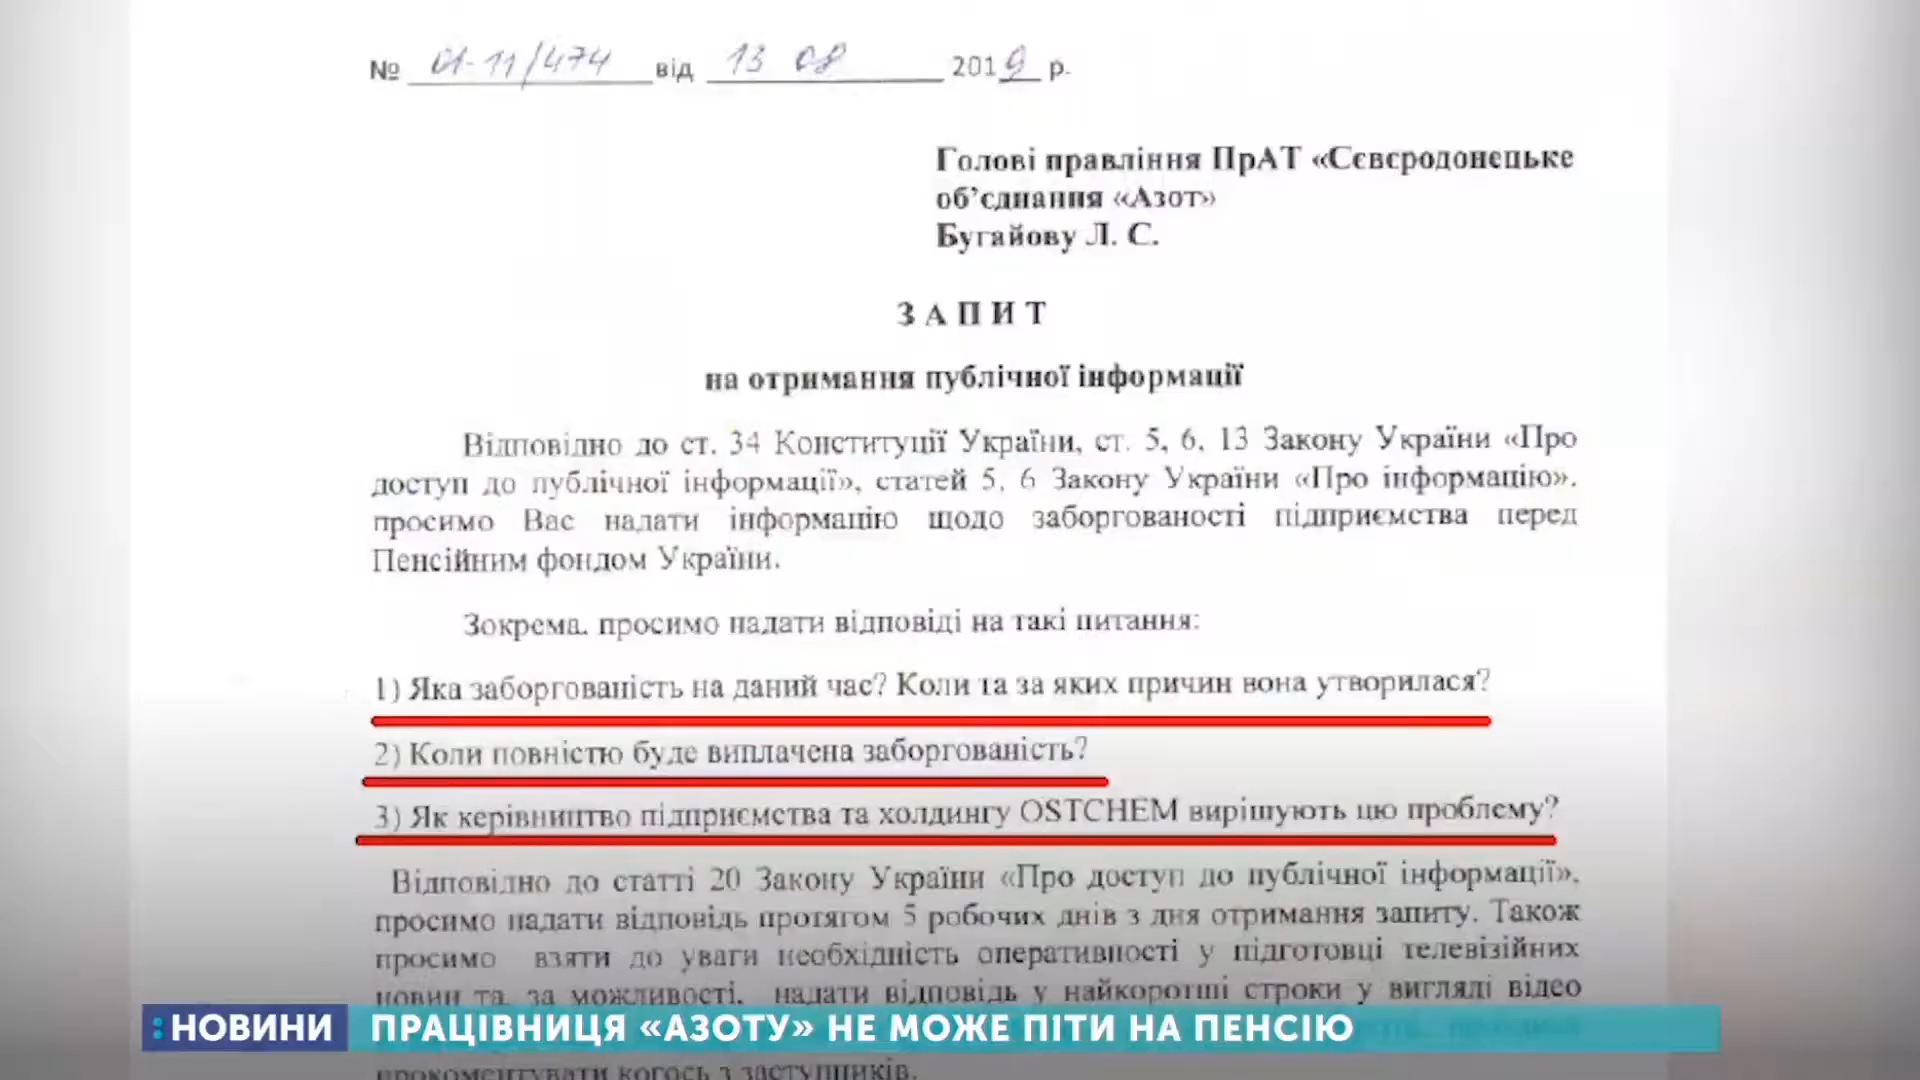 № 01-11/474 від 13 08 2019 р.
Голові правління ПрАТ «Сєвєродонецьке
об’єднання «Азот»
Бугайову Л. С.
З А П И Т
на отримання публічної інформації
Відповідно до ст. 34 Конституції України, ст. 5, 6, 13 Закону України «Про
доступ до публічної інформації», статей 5, 6 Закону України «Про інформацію».
просимо Вас надати інформацію щодо заборгованості підприємства перед
Пенсійним фондом України.
Зокрема, просимо надати відповіді на такі питання:
1) Яка заборгованість на даний час? Коли та за яких причин вона утворилася?
2) Коли повністю буде виплачена заборгованість?
3) Як керівництво підприємства та холдингу OSTCHEM вирішують цю проблему?
Відповідно до статті 20 Закону України «Про доступ до публічної інформації»,
просимо надати відповідь протягом 5 робочих днів з дня отримання запиту. Також
просимо взяти до уваги необхідність оперативності у підготовці телевізійних
новин та, за можливості, надати відповідь у найкоротші строки у вигляді відео
: НОВИНИ ПРАЦІВНИЦЯ «АЗОТУ» НЕ МОЖЕ ПІТИ НА ПЕНСІЮ
прокоментувати когось з заступників.